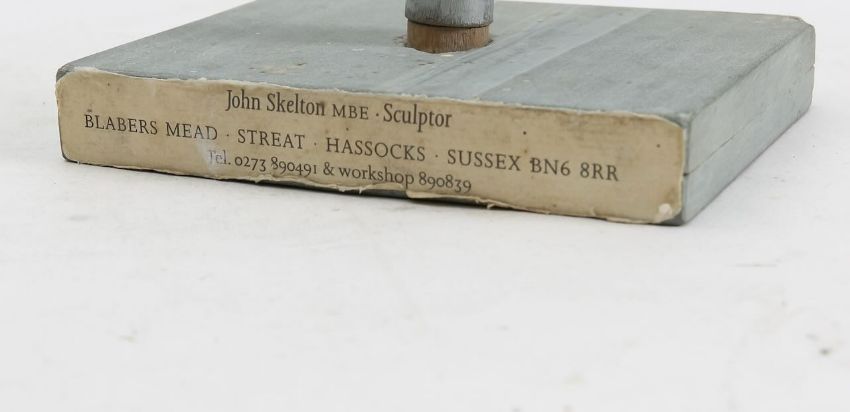 John Skelton MBE · Sculptor
BLABERS MEAD · STREAT · HASSOCKS · SUSSEX BN6 8RR
Tel. 0273 890491 & workshop 890839